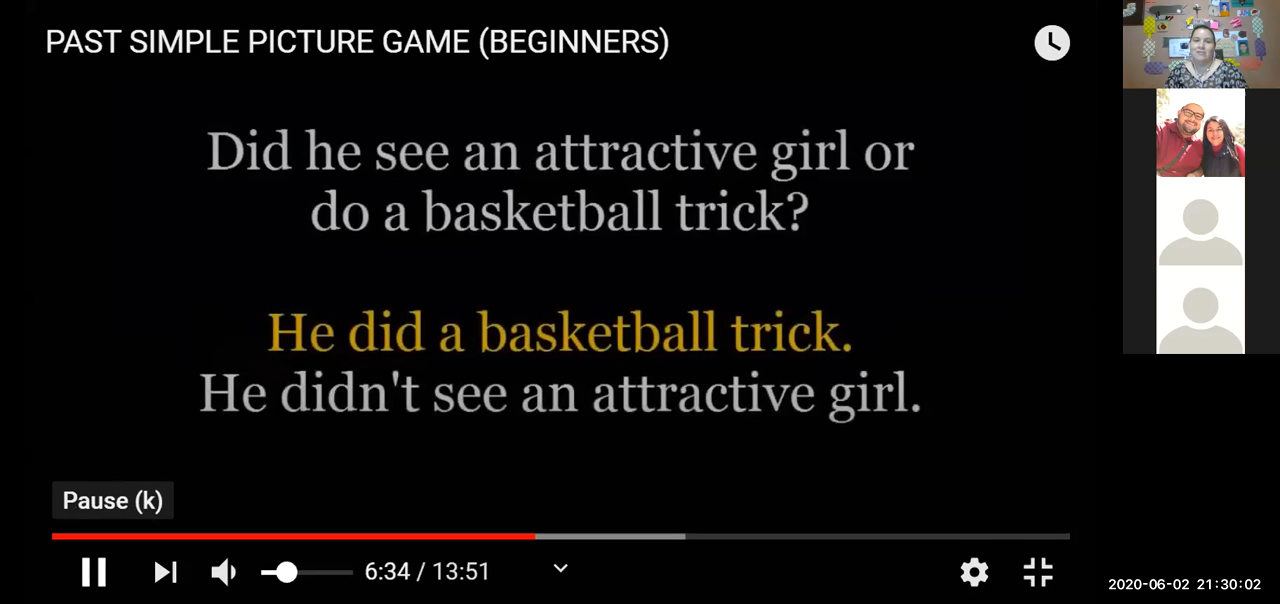 PAST SIMPLE PICTURE GAME (BEGINNERS)
Did he see an attractive girl or
do a basketball trick?
He did a basketball trick.
He didn't see an attractive girl.
Pause (k)
6:34 / 13:51
2020-06-02 21:30:02